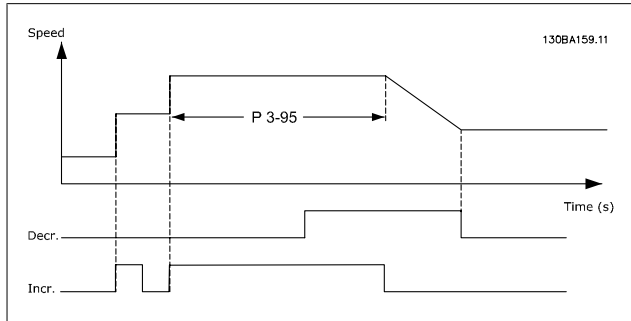 Speed
130BA159.11
P 3-95
Time (s)
Decr.
Incr.